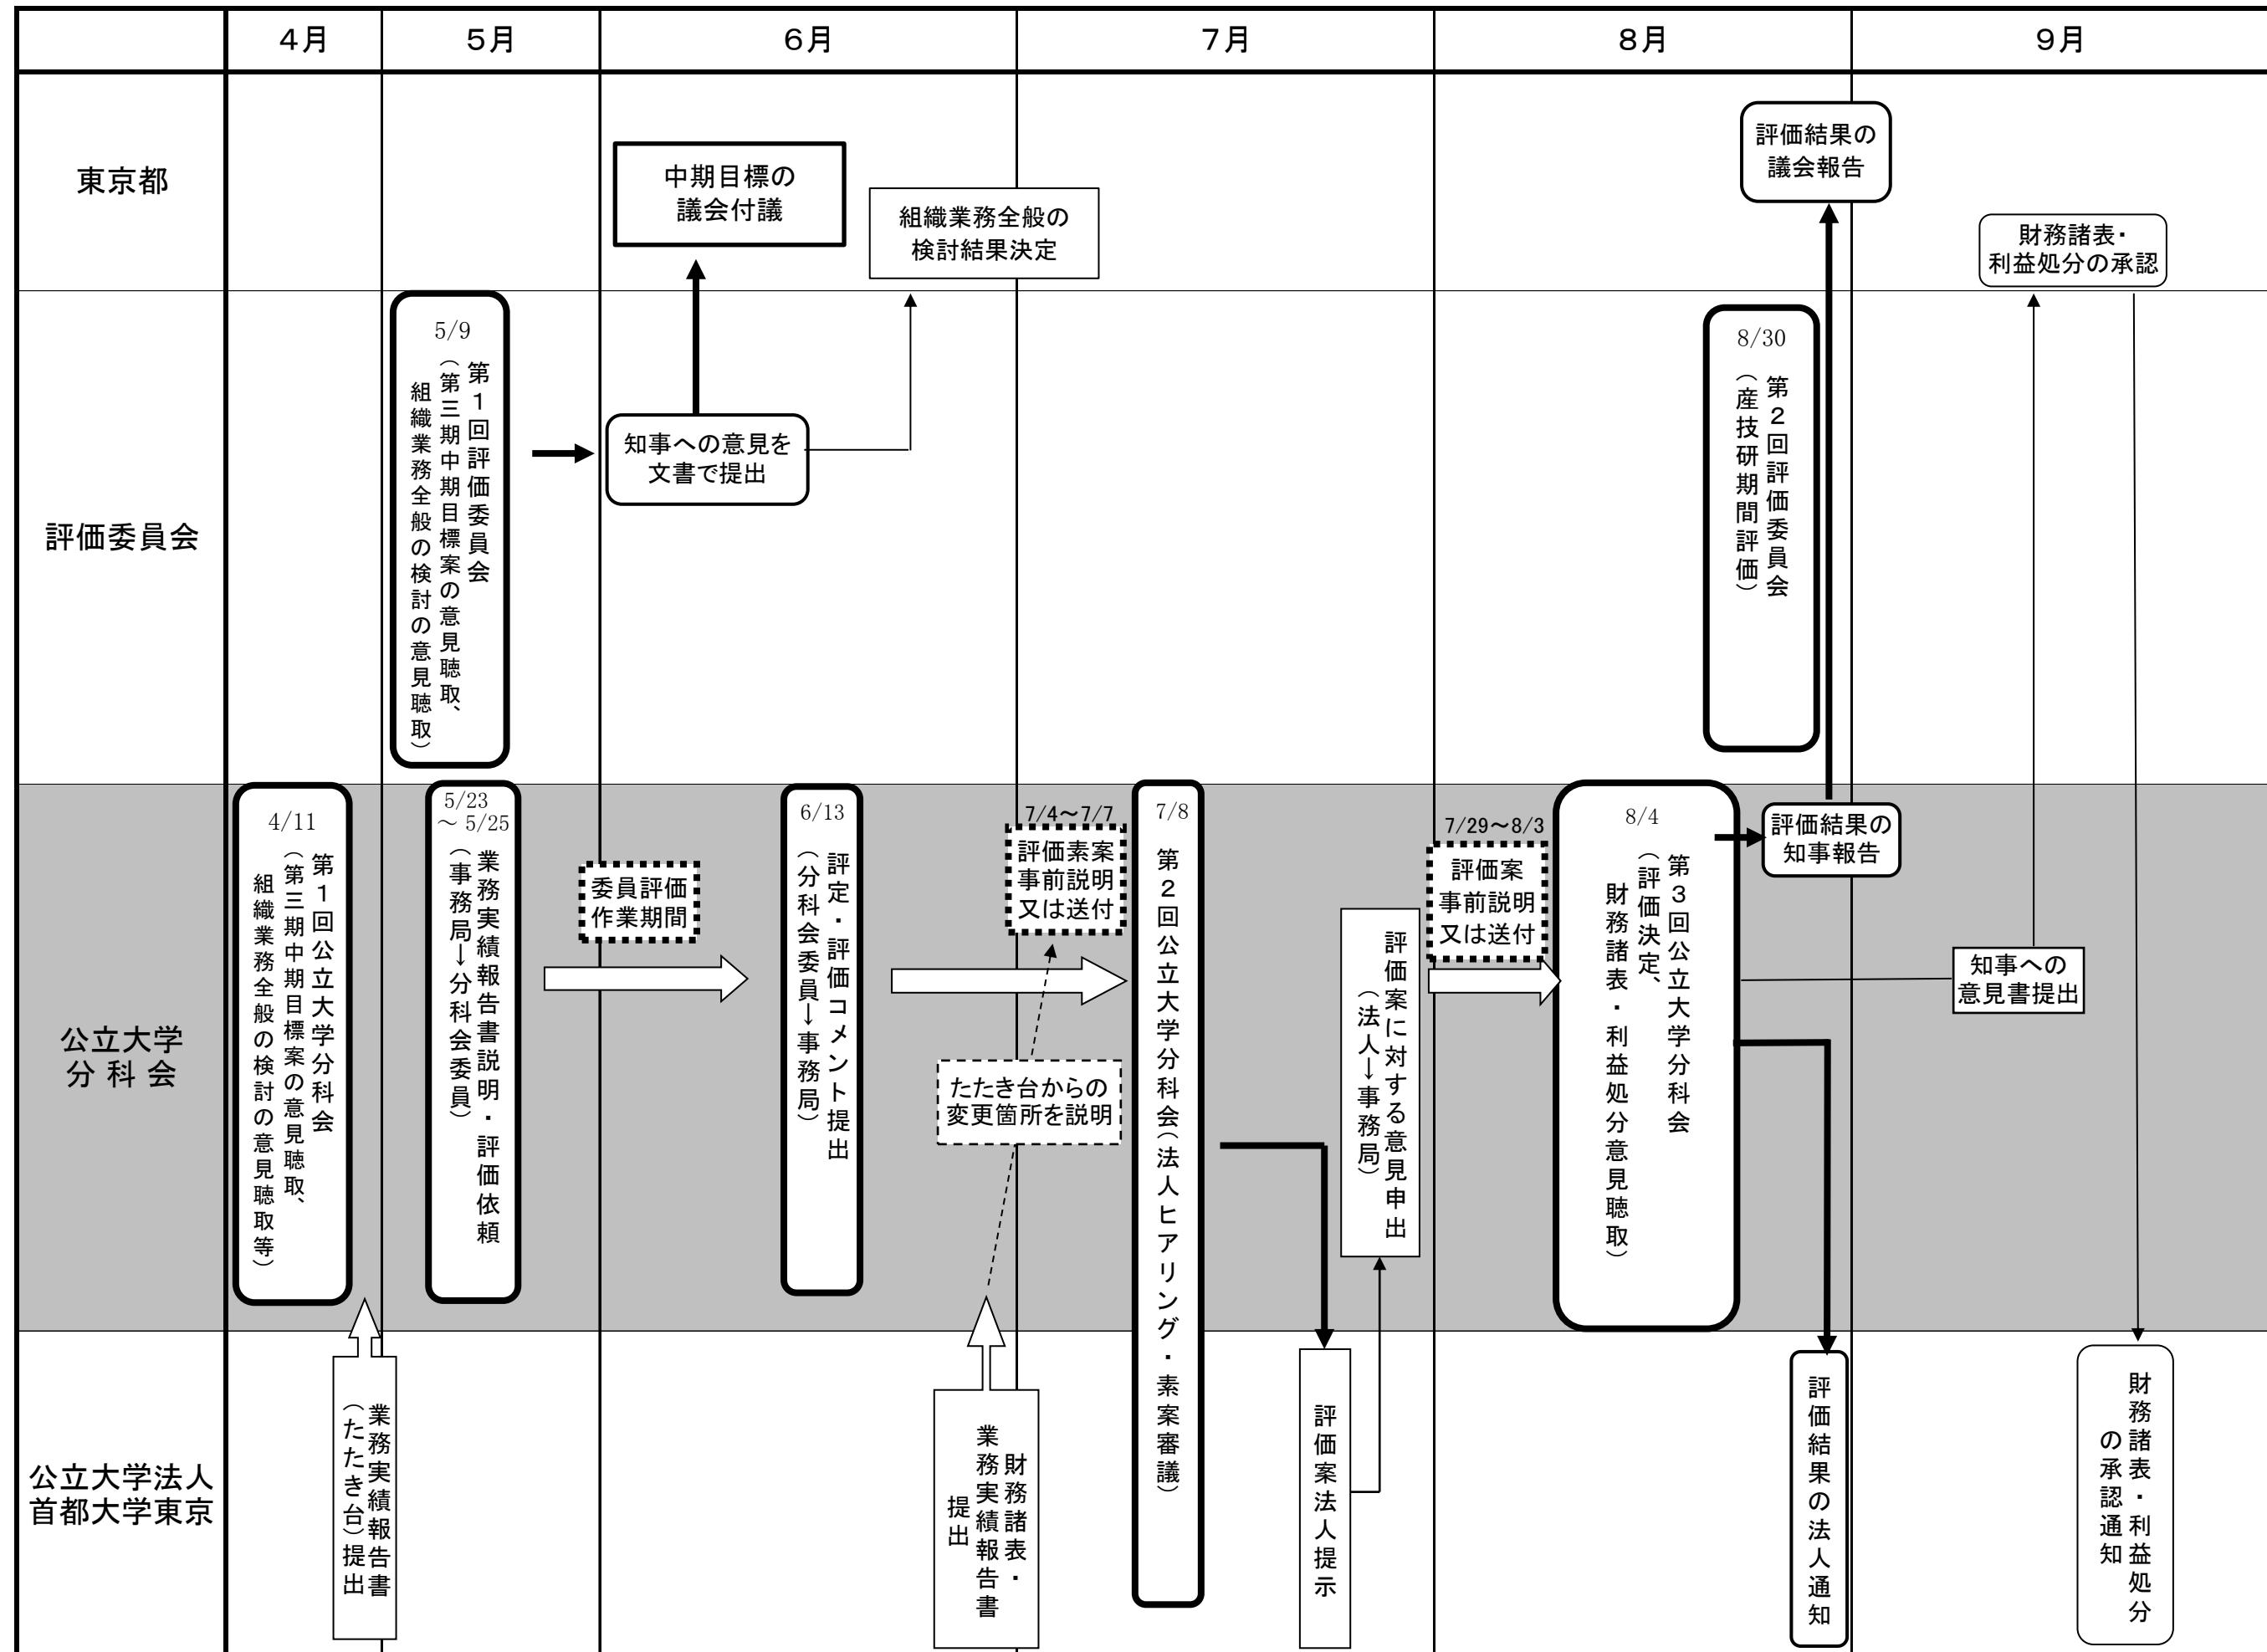 ４月
５月
６月
７月
８月
９月
東京都
中期目標の
議会付議
組織業務全般の
検討結果決定
評価結果の
議会報告
財務諸表・
利益処分の承認
評価委員会
5/9
第１回評価委員会
（第三期中期目標案の意見聴取、
組織業務全般の検討の意見聴取）
知事への意見を
文書で提出
8/30
第２回評価委員会
（産技研期間評価）
公立大学
分 科 会
4/11
第１回公立大学分科会
（第三期中期目標案の意見聴取、
組織業務全般の検討の意見聴取等）
5/23
～ 5/25
業務実績報告書説明・評価依頼
（事務局→分科会委員）
委員評価
作業期間
6/13
評定・評価コメント提出
（分科会委員→事務局）
7/4～7/7
評価素案
事前説明
又は送付
たたき台からの
変更箇所を説明
7/8
第２回公立大学分科会（法人ヒアリング・素案審議）
評価案に対する意見申出
（法人→事務局）
7/29～8/3
評価案
事前説明
又は送付
8/4
第３回公立大学分科会
（評価決定、
財務諸表・利益処分意見聴取）
評価結果の
知事報告
知事への
意見書提出
公立大学法人
首都大学東京
業務実績報告書
（たたき台）提出
財務諸表・
業務実績報告書
提出
評価案法人提示
評価結果の法人通知
財務諸表・利益処分
の承認通知